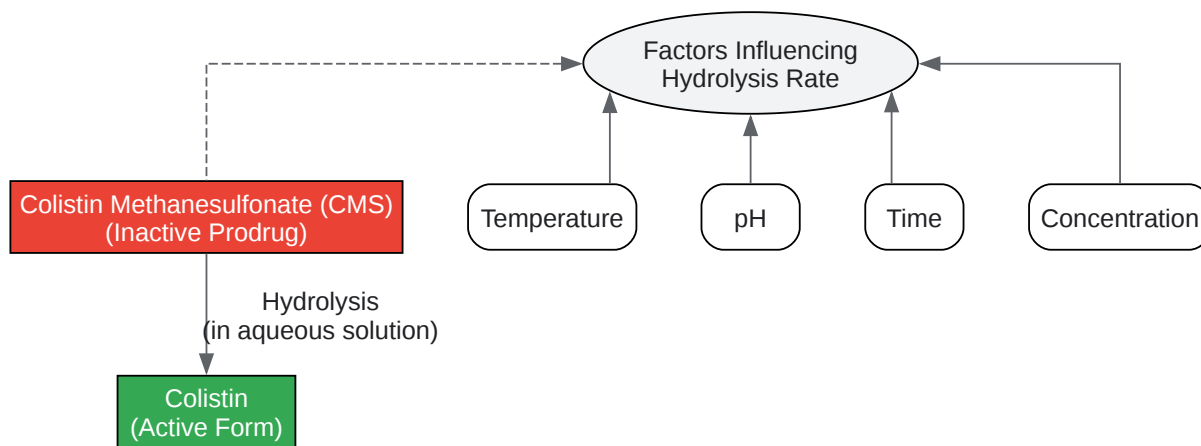 Factors Influencing
Hydrolysis Rate
Colistin Methanesulfonate (CMS)
(Inactive Prodrug)
Temperature
pH
Time
Concentration
Hydrolysis
(in aqueous solution)
Colistin
(Active Form)